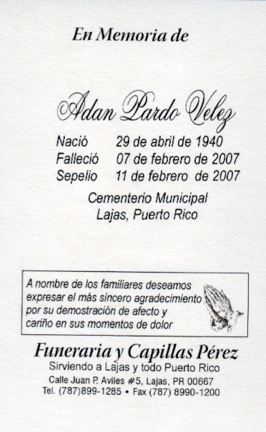 En Memoria de
Adan Pardo Velez
Nació 29 de abril de 1940
Falleció 07 de febrero de 2007
Sepelio 11 de febrero de 2007
Cementerio Municipal
Lajas, Puerto Rico
A nombre de los familiares deseamos
expresar el más sincero agradecimiento
por su demostración de afecto y
cariño en sus momentos de dolor
Funeraria y Capillas Pérez
Sirviendo a Lajas y todo Puerto Rico
Calle Juan P. Aviles #5, Lajas, PR 00667
Tel. (787)899-1285 • Fax (787) 8990-1200